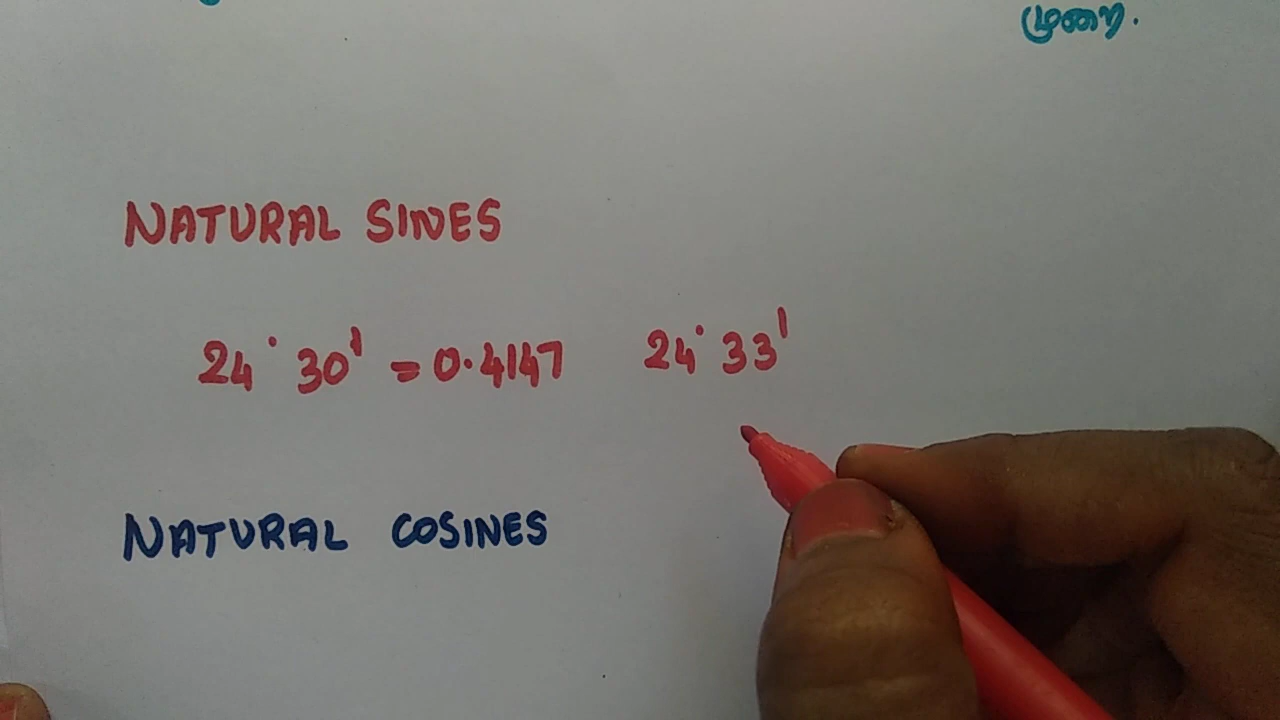 முறை.
NATURAL SINES
24° 30' = 0.4147 24° 33'
NATURAL COSINES